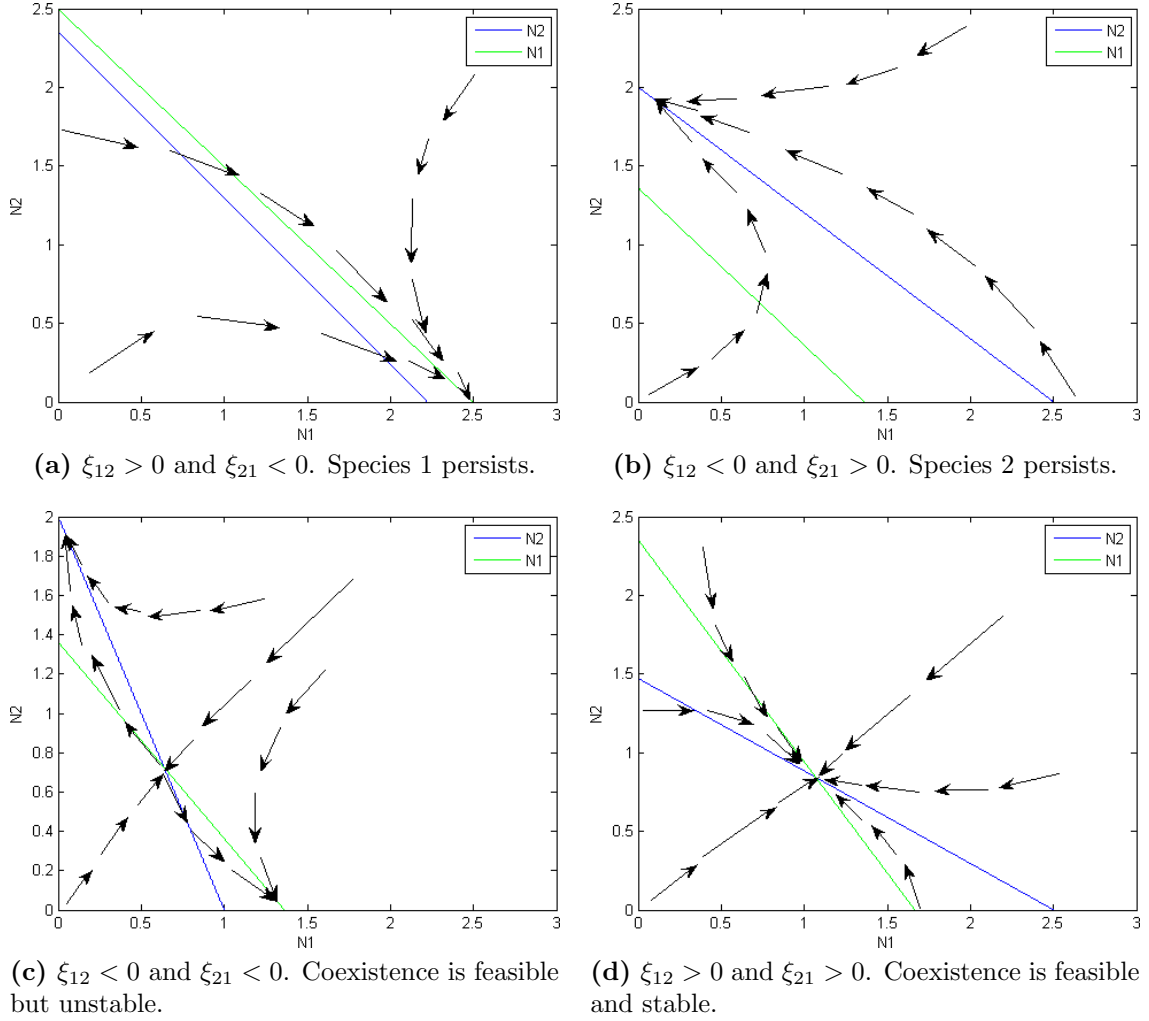 2.5
2
1.5
1
0.5
0
N2
0
0.5
1
1.5
2
2.5
3
N1
N2
N1
(a) ξ12 > 0 and ξ21 < 0. Species 1 persists.
2.5
2
1.5
1
0.5
0
N2
0
0.5
1
1.5
2
2.5
3
N1
N2
N1
(b) ξ12 < 0 and ξ21 > 0. Species 2 persists.
2
1.8
1.6
1.4
1.2
1
0.8
0.6
0.4
0.2
0
N2
0
0.5
1
1.5
2
2.5
3
N1
N2
N1
(c) ξ12 < 0 and ξ21 < 0. Coexistence is feasible
but unstable.
2.5
2
1.5
1
0.5
0
N2
0
0.5
1
1.5
2
2.5
3
N1
N2
N1
(d) ξ12 > 0 and ξ21 > 0. Coexistence is feasible
and stable.